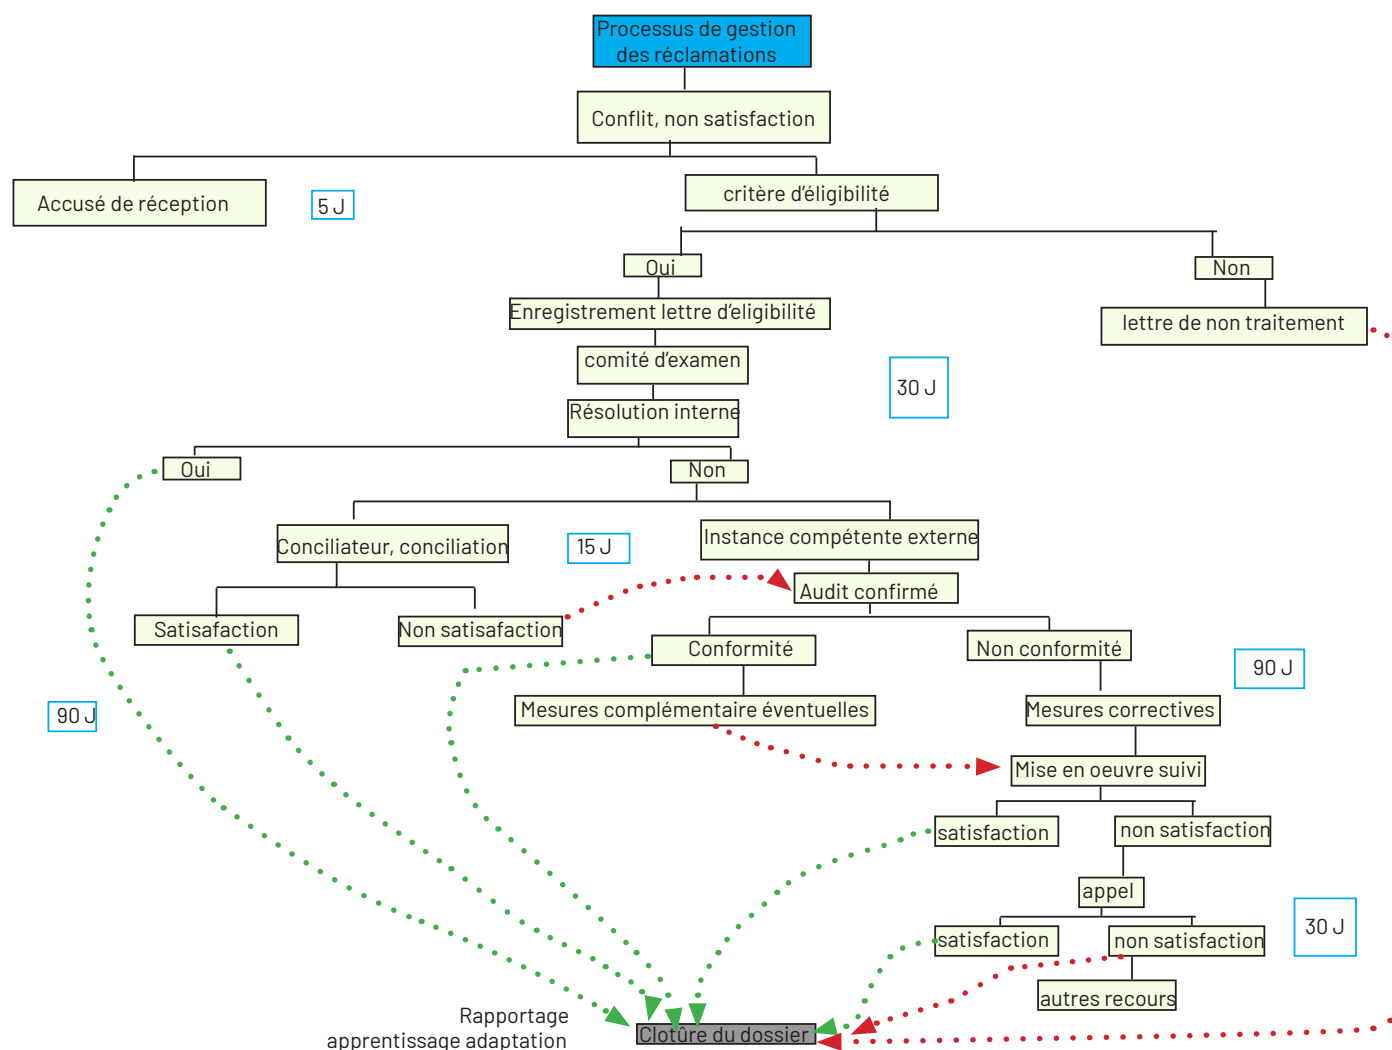 Processus de gestion
des réclamations
Conflit, non satisfaction
Accusé de réception
5 J
critère d'éligibilité
Oui
Non
Enregistrement lettre d'eligibilité
lettre de non traitement
comité d'examen
30 J
Résolution interne
Oui
Non
Conciliateur, conciliation
15 J
Instance compétente externe
Audit confirmé
Satisafaction
Non satisafaction
Conformité
Non conformité
90 J
Mesures complémentaire éventuelles
Mesures correctives
90 J
Mise en oeuvre suivi
satisfaction
non satisfaction
appel
satisfaction
non satisfaction
30 J
autres recours
Rapportage
apprentissage adaptation
Clotûre du dossier